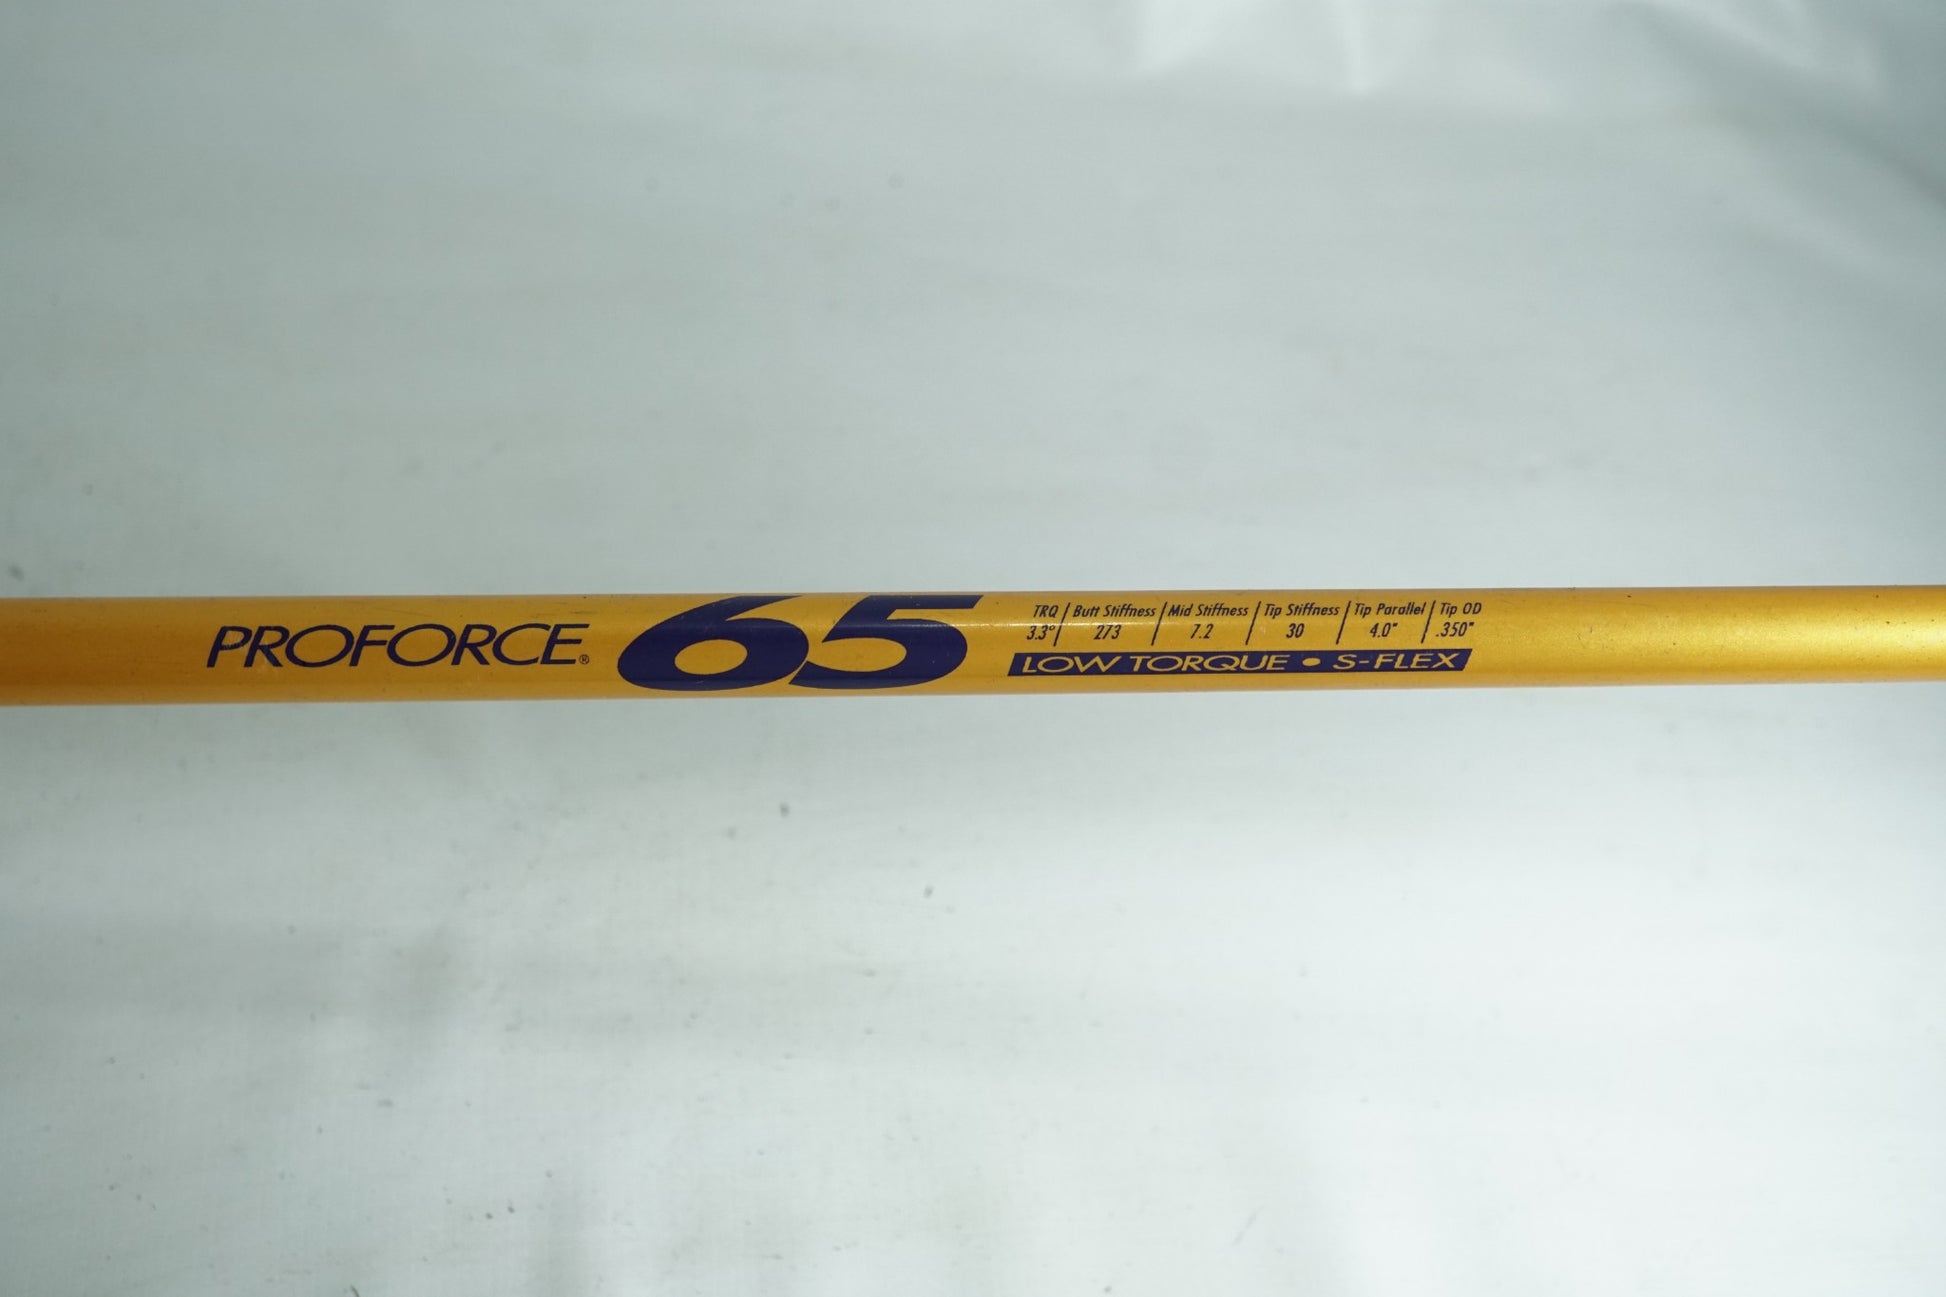 PROFORCE® 65
TRQ | Butt Stiffness | Mid Stiffness | Tip Stiffness | Tip Parallel | Tip OD
3.3° | 273 | 7.2 | 30 | 4.0" | .350"
LOW TORQUE • S-FLEX